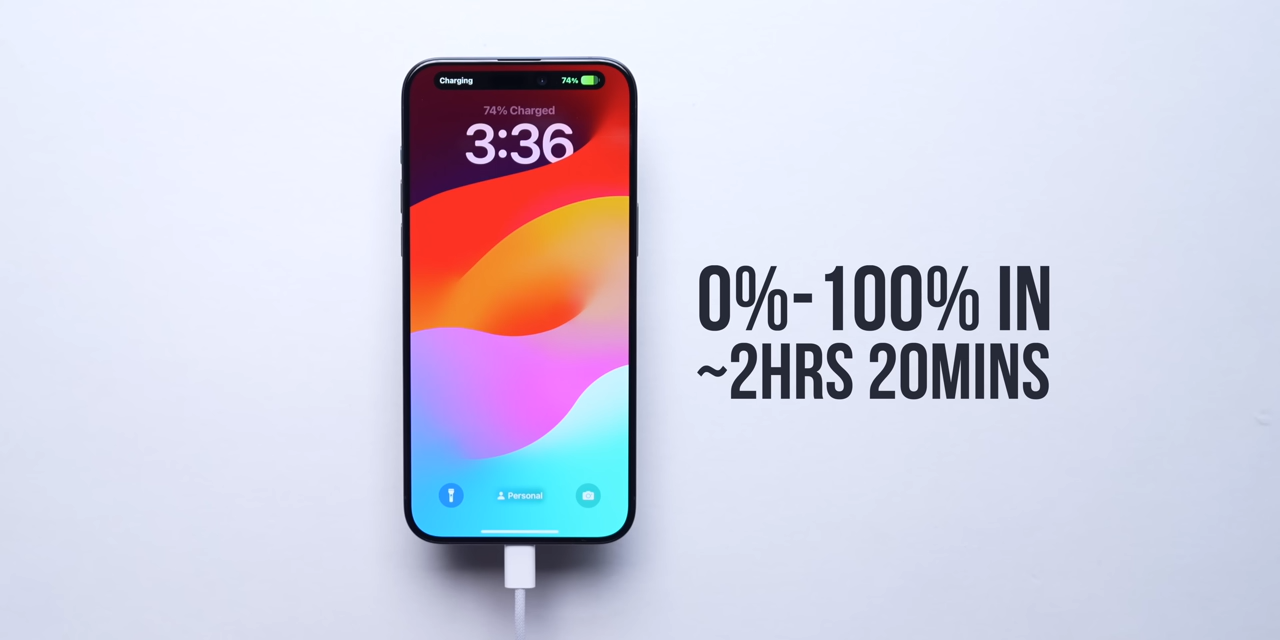 Charging 74%
74% Charged
3:36
Personal
0%-100% IN
~2HRS 20MINS